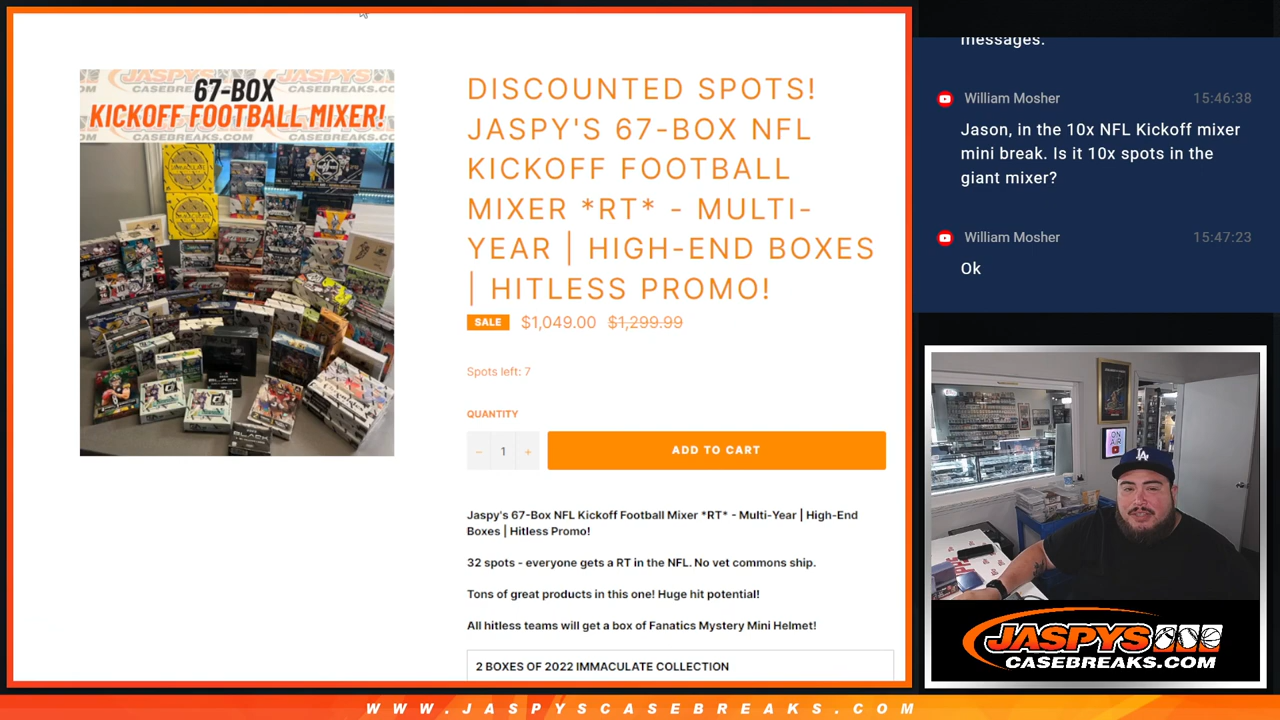 67-BOX
KICKOFF FOOTBALL MIXER!
CASEBREAKS.COM
DISCOUNTED SPOTS!
JASPY'S 67-BOX NFL
KICKOFF FOOTBALL
MIXER *RT* - MULTI-
YEAR | HIGH-END BOXES
| HITLESS PROMO!
SALE $1,049.00 $1,299.99
Spots left: 7
QUANTITY
− 1 +
ADD TO CART
Jaspy's 67-Box NFL Kickoff Football Mixer *RT* - Multi-Year | High-End
Boxes | Hitless Promo!
32 spots - everyone gets a RT in the NFL. No vet commons ship.
Tons of great products in this one! Huge hit potential!
All hitless teams will get a box of Fanatics Mystery Mini Helmet!
2 BOXES OF 2022 IMMACULATE COLLECTION
messages.
William Mosher 15:46:38
Jason, in the 10x NFL Kickoff mixer
mini break. Is it 10x spots in the
giant mixer?
William Mosher 15:47:23
Ok
ON
AIR
LA
JASPYS
CASEBREAKS.COM
WWW.JASPYSCASEBREAKS.COM